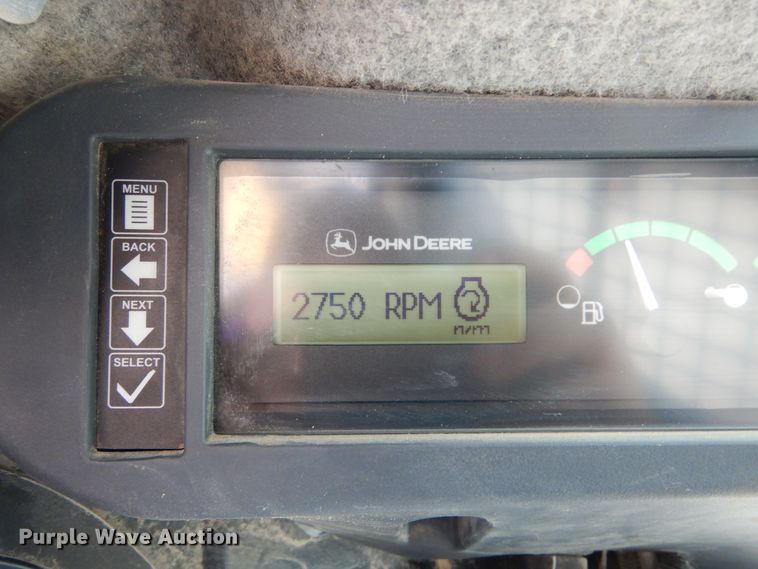 MENU
BACK
NEXT
SELECT
JOHN DEERE
2750 RPM
n/m
Purple Wave Auction